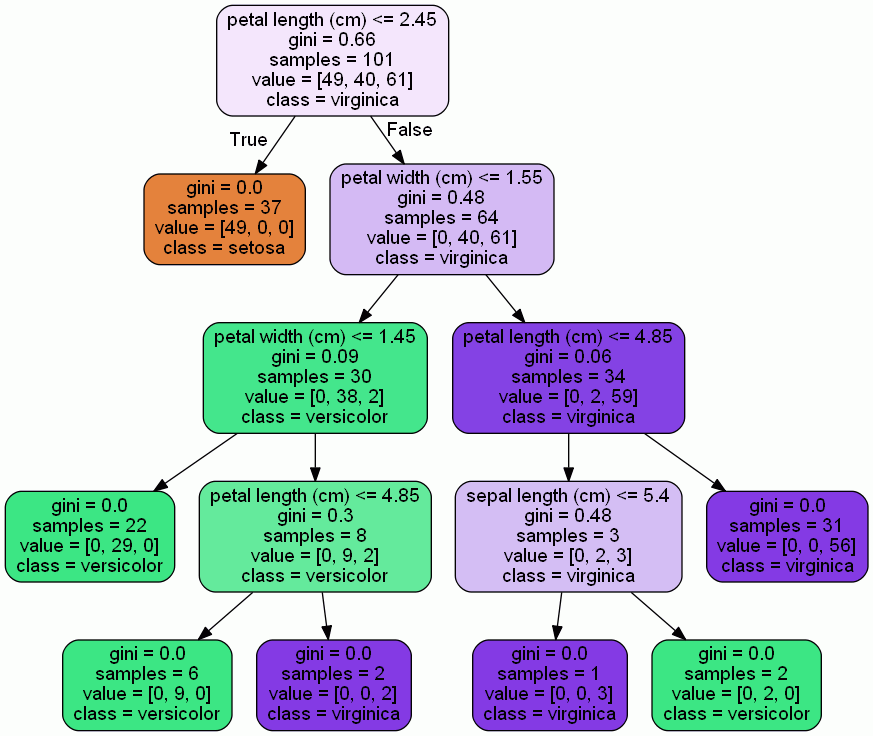 petal length (cm) <= 2.45
gini = 0.66
samples = 101
value = [49, 40, 61]
class = virginica
True
False
gini = 0.0
samples = 37
value = [49, 0, 0]
class = setosa
petal width (cm) <= 1.55
gini = 0.48
samples = 64
value = [0, 40, 61]
class = virginica
petal width (cm) <= 1.45
gini = 0.09
samples = 30
value = [0, 38, 2]
class = versicolor
petal length (cm) <= 4.85
gini = 0.06
samples = 34
value = [0, 2, 59]
class = virginica
gini = 0.0
samples = 22
value = [0, 29, 0]
class = versicolor
petal length (cm) <= 4.85
gini = 0.3
samples = 8
value = [0, 9, 2]
class = versicolor
sepal length (cm) <= 5.4
gini = 0.48
samples = 3
value = [0, 2, 3]
class = virginica
gini = 0.0
samples = 31
value = [0, 0, 56]
class = virginica
gini = 0.0
samples = 6
value = [0, 9, 0]
class = versicolor
gini = 0.0
samples = 2
value = [0, 0, 2]
class = virginica
gini = 0.0
samples = 1
value = [0, 0, 3]
class = virginica
gini = 0.0
samples = 2
value = [0, 2, 0]
class = versicolor